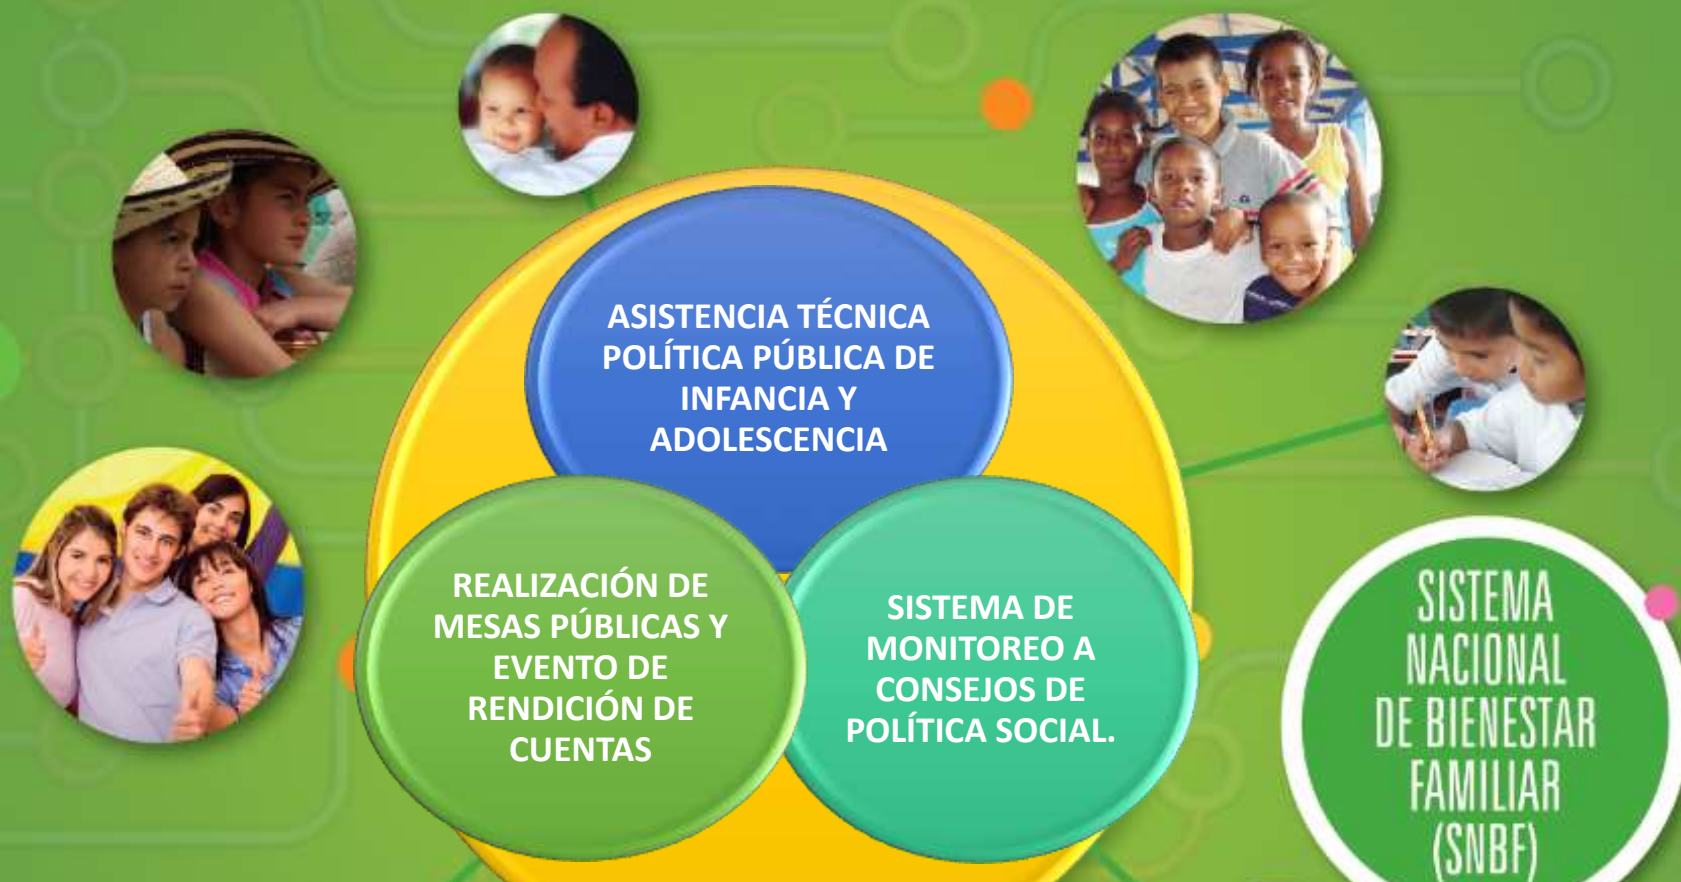 ASISTENCIA TÉCNICA
POLÍTICA PÚBLICA DE
INFANCIA Y
ADOLESCENCIA
REALIZACIÓN DE
MESAS PÚBLICAS Y
EVENTO DE
RENDICIÓN DE
CUENTAS
SISTEMA DE
MONITOREO A
CONSEJOS DE
POLÍTICA SOCIAL.
SISTEMA
NACIONAL
DE BIENESTAR
FAMILIAR
(SNBF)